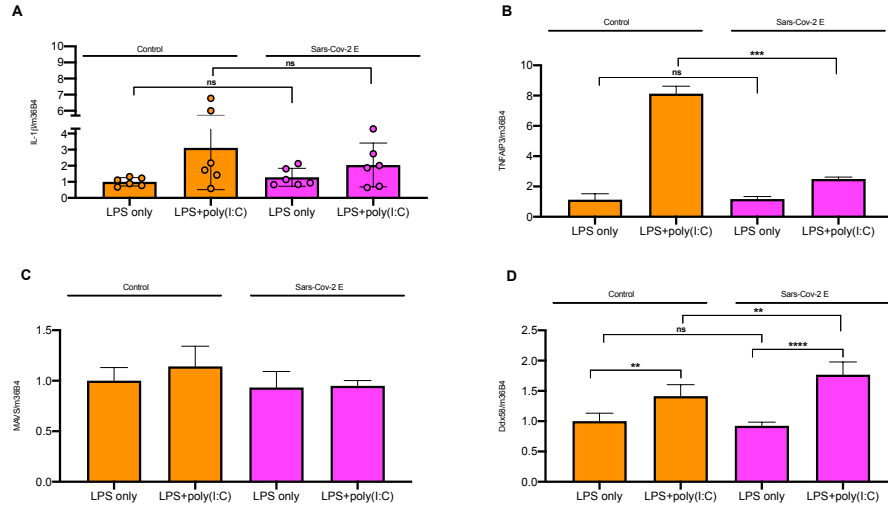 A
Control
Sars-Cov-2 E
ns
ns
IL-1β/m36B4
10
9
8
7
6
5
4
3
2
1
0
LPS only
LPS+poly(I:C)
LPS only
LPS+poly(I:C)
B
Control
Sars-Cov-2 E
***
ns
TNFAIP3/m36B4
10
8
6
4
2
0
LPS only
LPS+poly(I:C)
LPS only
LPS+poly(I:C)
C
Control
Sars-Cov-2 E
MAVS/m36B4
1.5
1.0
0.5
0.0
LPS only
LPS+poly(I:C)
LPS only
LPS+poly(I:C)
D
Control
Sars-Cov-2 E
**
ns
**
****
Ddx58/m36B4
2.5
2.0
1.5
1.0
0.5
0.0
LPS only
LPS+poly(I:C)
LPS only
LPS+poly(I:C)